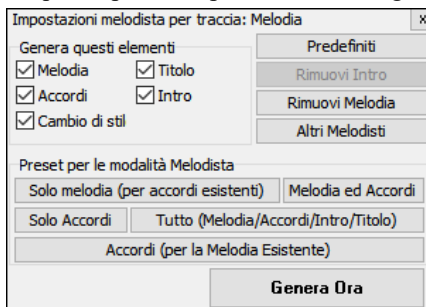 Impostazioni melodista per traccia: Melodia
x
Genera questi elementi
Melodia Titolo
Accordi Intro
Cambio di stil
Predefiniti
Rimuovi Intro
Rimuovi Melodia
Altri Melodisti
Preset per le modalità Melodista
Solo melodia (per accordi esistenti) Melodia ed Accordi
Solo Accordi Tutto (Melodia/Accordi/Intro/Titolo)
Accordi (per la Melodia Esistente)
Genera Ora